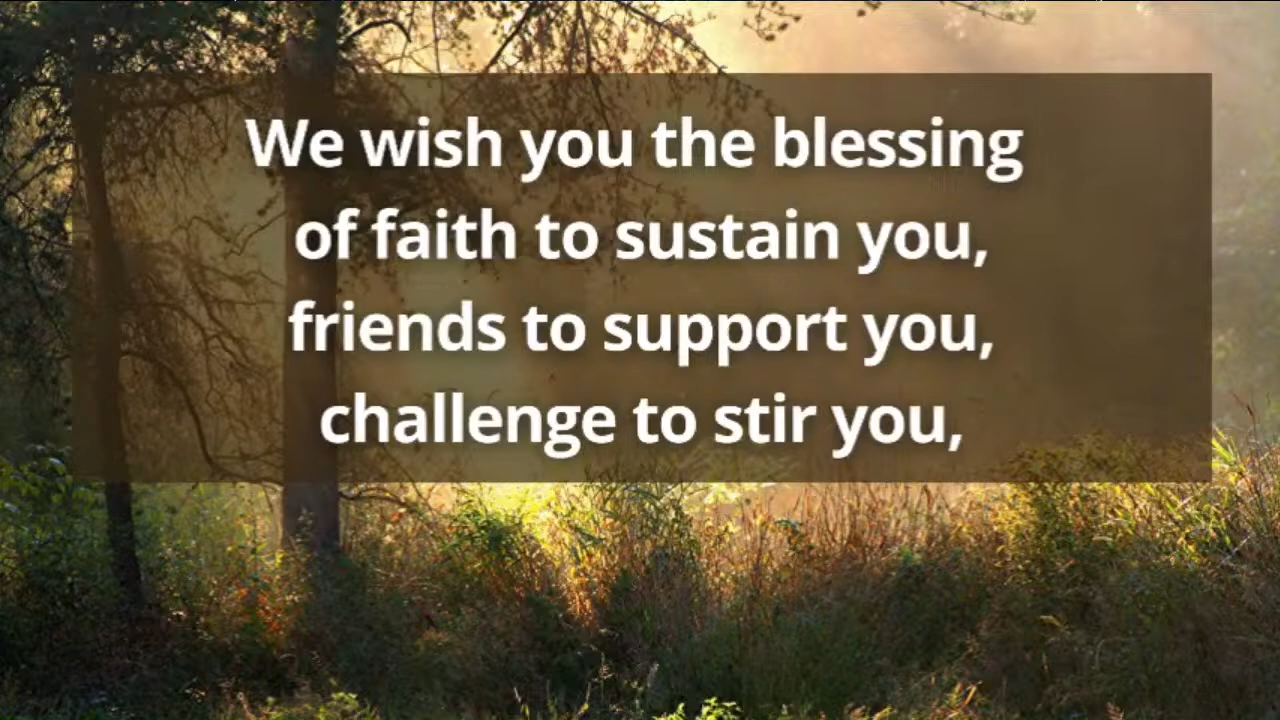 We wish you the blessing
of faith to sustain you,
friends to support you,
challenge to stir you,